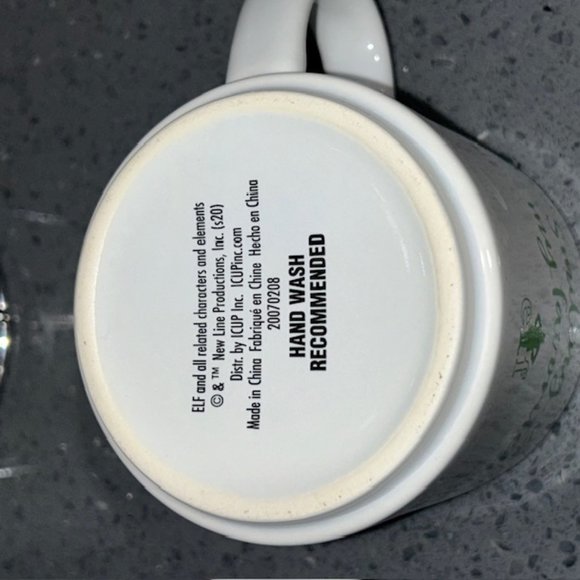 ELF and all related characters and elements
© & ™ New Line Productions, Inc. (s20)
Distr. by ICUP Inc. ICUPinc.com
Made in China Fabriqué en Chine Hecho en China
20070208
HAND WASH
RECOMMENDED